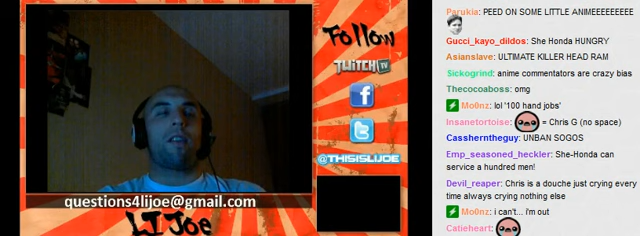 Follow
TWITCH TV
@THISISLIJOE
questions4lijoe@gmail.com
LI Joe
Parukia: PEED ON SOME LITTLE ANIMEEEEEEEEE
Gucci_kayo_dildos: She Honda HUNGRY
Asianslave: ULTIMATE KILLER HEAD RAM
Sickogrind: anime commentators are crazy bias
Thecocoaboss: omg
Mo0nz: lol '100 hand jobs'
Insanetortoise: = Chris G (no space)
Cassherntheguy: UNBAN SOGOS
Emp_seasoned_heckler: She-Honda can
service a hundred men!
Devil_reaper: Chris is a douche just crying every
time always crying nothing else
Mo0nz: i can't... i'm out
Catieheart: